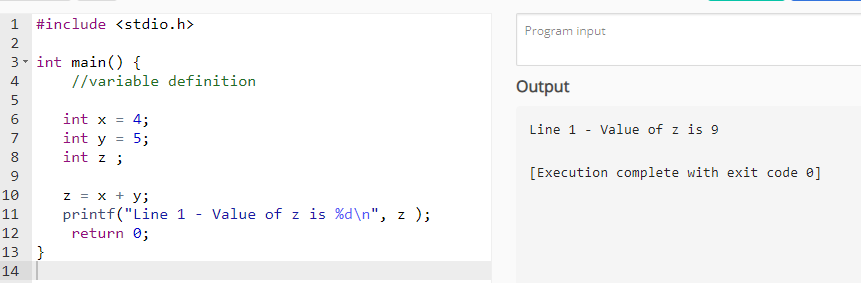 1 #include <stdio.h>
2
3 int main() {
4 //variable definition
5
6 int x = 4;
7 int y = 5;
8 int z ;
9
10 z = x + y;
11 printf("Line 1 - Value of z is %d\n", z );
12 return 0;
13 }
14
Program input
Output
Line 1 - Value of z is 9
[Execution complete with exit code 0]